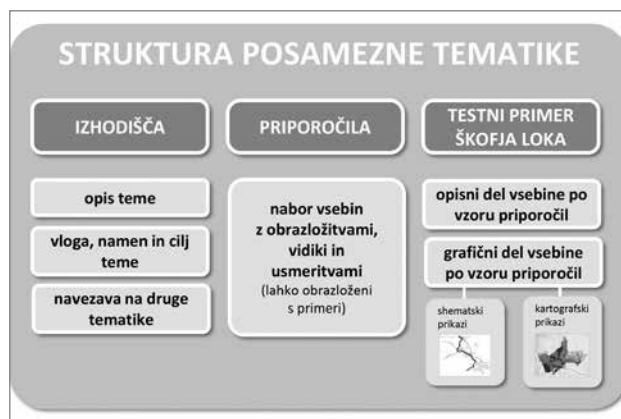 STRUKTURA POSAMEZNE TEMATIKE
IZHODIŠČA
opis teme
vloga, namen in cilj
teme
navezava na druge
tematike
PRIPOROČILA
nabor vsebin
z obrazložitvami,
vidiki in
usmeritvami
(lahko obrazloženi
s primeri)
TESTNI PRIMER
ŠKOFJA LOKA
opisni del vsebine po
vzoru priporočil
grafični del vsebine
po vzoru priporočil
shematski
prikazi
kartografski
prikazi